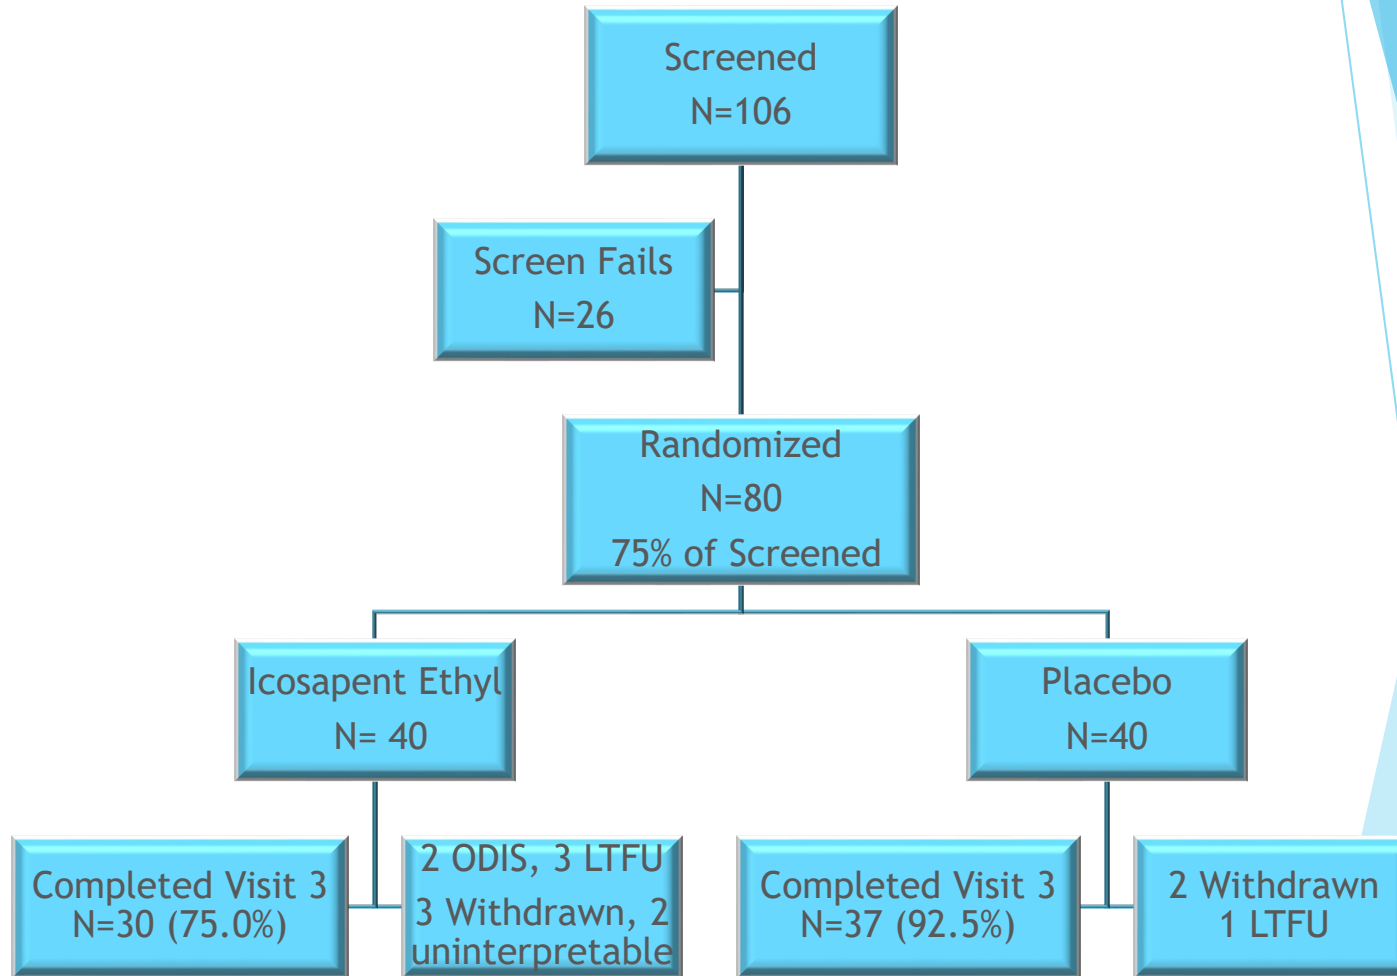 Screened
N=106
Screen Fails
N=26
Randomized
N=80
75% of Screened
Icosapent Ethyl
N= 40
Placebo
N=40
Completed Visit 3
N=30 (75.0%)
2 ODIS, 3 LTFU
3 Withdrawn, 2
uninterpretable
Completed Visit 3
N=37 (92.5%)
2 Withdrawn
1 LTFU